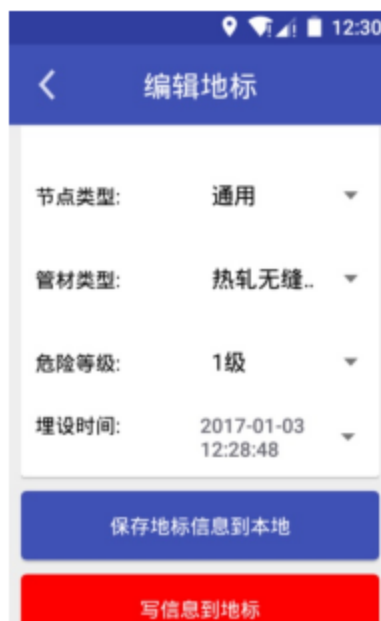 12:30
编辑地标
节点类型: 通用
管材类型: 热轧无缝..
危险等级: 1级
埋设时间: 2017-01-03
12:28:48
保存地标信息到本地
写信息到地标